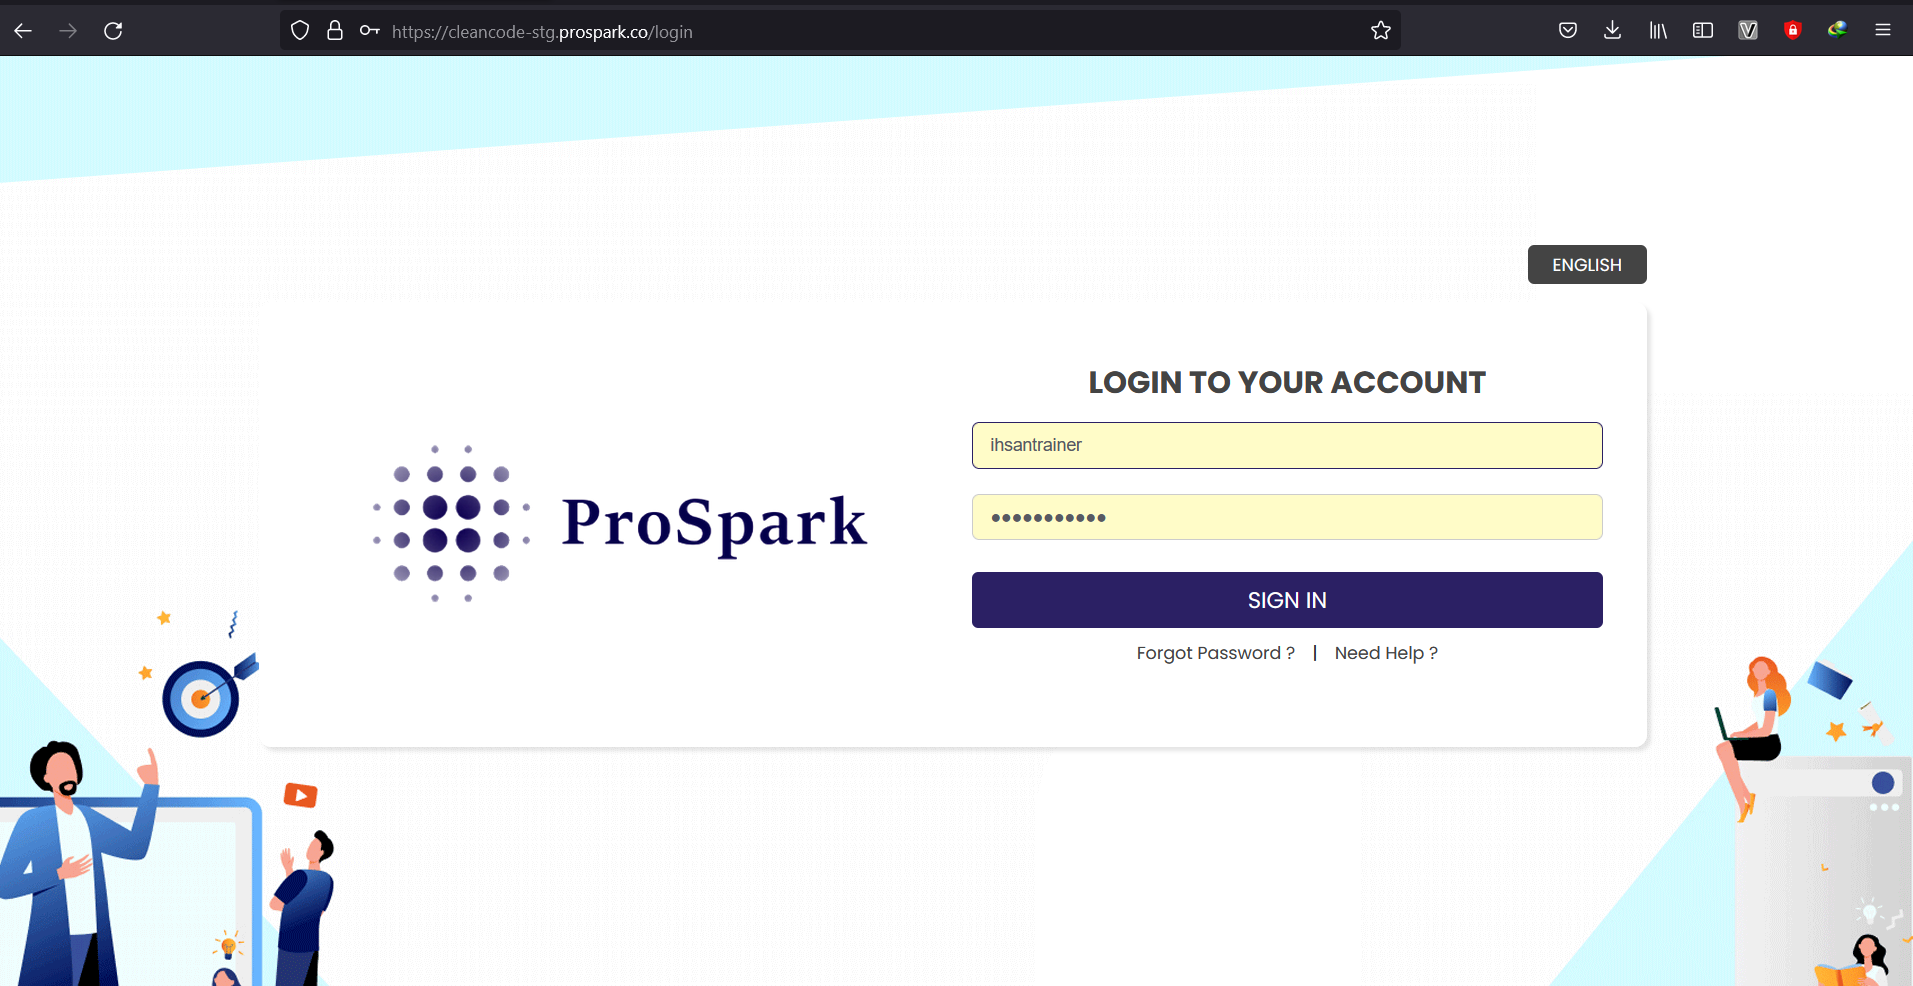 https://cleancode-stg.prospark.co/login
ENGLISH
LOGIN TO YOUR ACCOUNT
ihsantrainer
ProSpark
SIGN IN
Forgot Password ? | Need Help ?